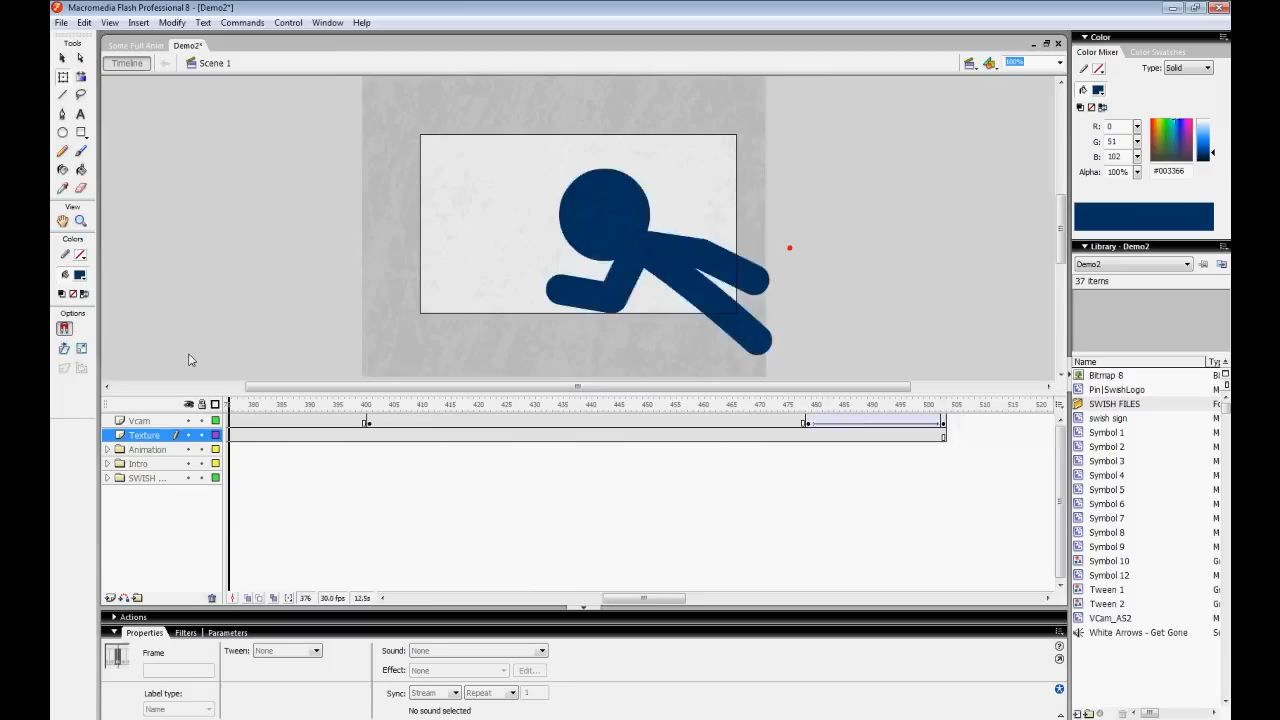 Macromedia Flash Professional 8 - [Demo2*]
File Edit View Insert Modify Text Commands Control Window Help
Tools
View
Colors
Options
Some Full Anim Demo2*
Timeline Scene 1 100%
Color
Color Mixer Color Swatches
Type: Solid
R: 0
G: 51
B: 102
Alpha: 100% #003366
Library - Demo2
Demo2
37 items
Name
Bitmap 8
Pin|SwishLogo
SWISH FILES
swish sign
Symbol 1 M
Symbol 2 M
Symbol 3 M
Symbol 4 M
Symbol 5 M
Symbol 6 M
Symbol 7 M
Symbol 8 M
Symbol 9 M
Symbol 10 G
Symbol 12 M
Tween 1 G
Tween 2 G
VCam_AS2 M
White Arrows - Get Gone S
380 385 390 395 400 405 410 415 420 425 430 435 440 445 450 455 460 465 470 475 480 485 490 495 500 505 510 515 520
Vcam
Texture
Animation
Intro
SWISH ...
376 30.0 fps 12.5s
Actions
Properties Filters Parameters
Frame
Tween: None
Sound: None
Effect: None Edit...
Sync: Stream Repeat 1
No sound selected
Label type:
Name